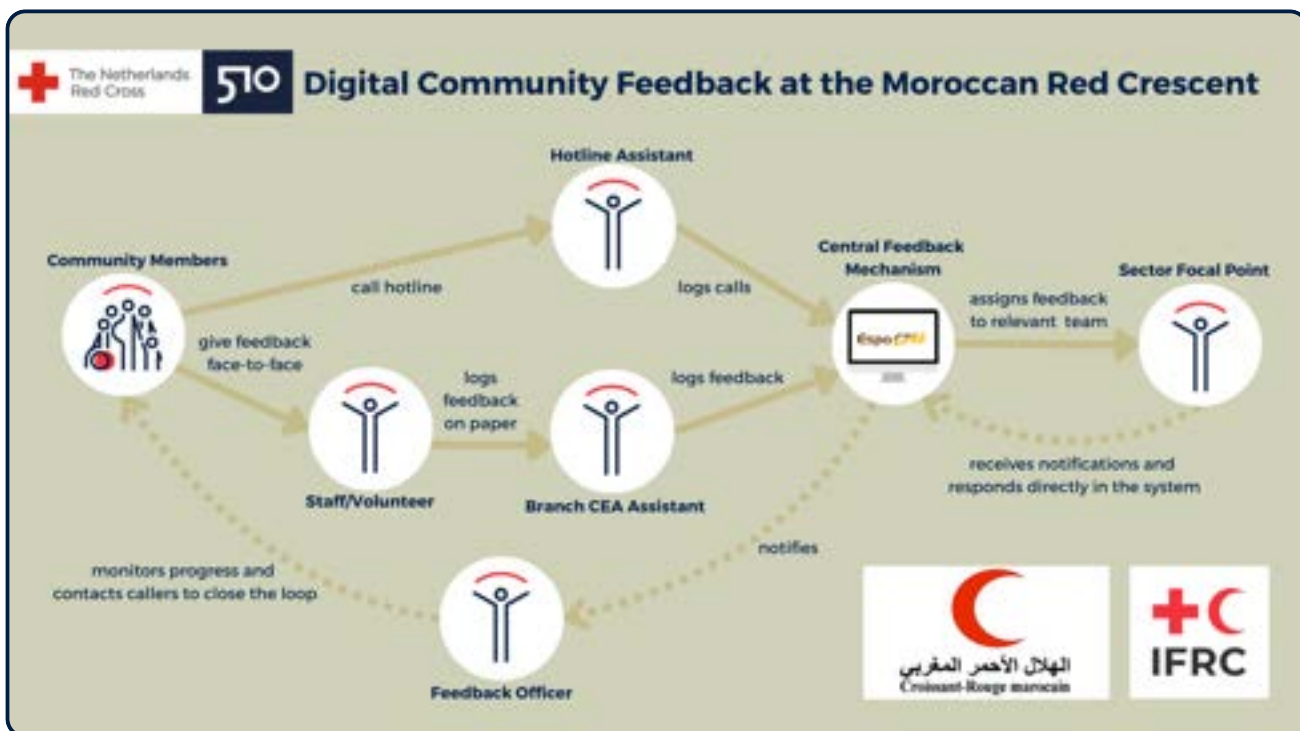 The Netherlands
Red Cross
510
Digital Community Feedback at the Moroccan Red Crescent
Hotline Assistant
Community Members
call hotline
logs calls
Central Feedback
Mechanism
EspoCRM
assigns feedback
to relevant team
Sector Focal Point
give feedback
face-to-face
Staff/Volunteer
logs
feedback
on paper
Branch CEA Assistant
logs feedback
receives notifications and
responds directly in the system
notifies
monitors progress and
contacts callers to close the loop
Feedback Officer
الهلال الأحمر المغربي
Croissant-Rouge marocain
IFRC